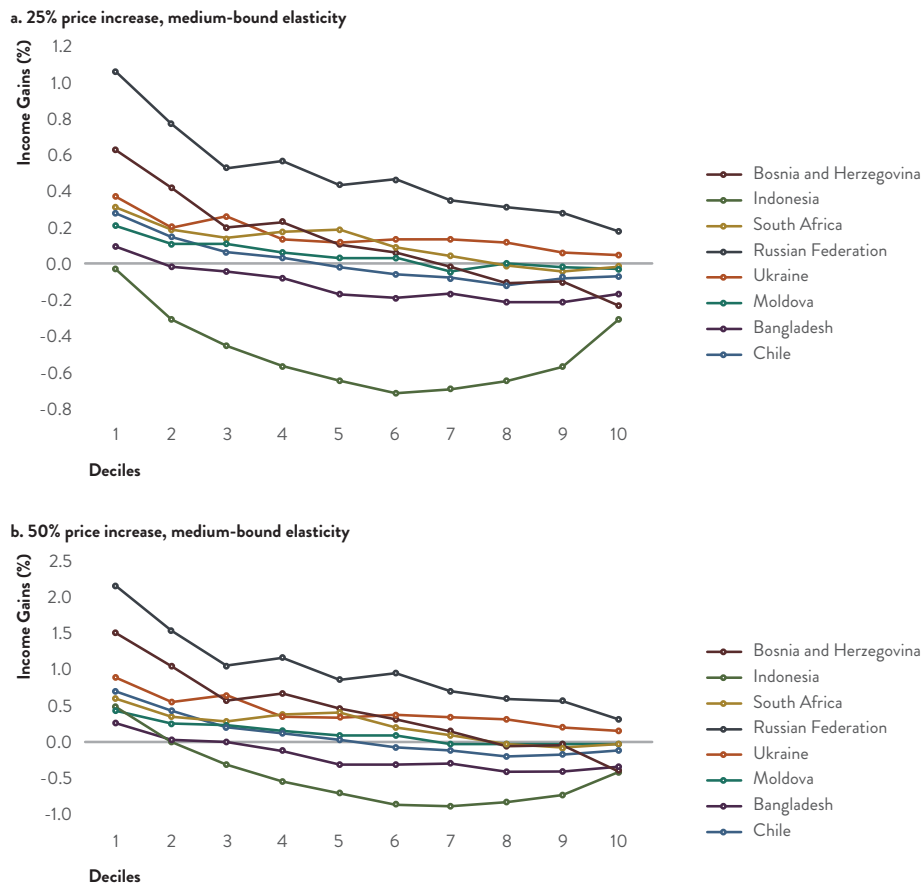 a. 25% price increase, medium-bound elasticity
Income Gains (%)
1.2
1.0
0.8
0.6
0.4
0.2
0.0
-0.2
-0.4
-0.6
-0.8
1 2 3 4 5 6 7 8 9 10
Deciles
Bosnia and Herzegovina
Indonesia
South Africa
Russian Federation
Ukraine
Moldova
Bangladesh
Chile
b. 50% price increase, medium-bound elasticity
Income Gains (%)
2.5
2.0
1.5
1.0
0.5
0.0
-0.5
-1.0
1 2 3 4 5 6 7 8 9 10
Deciles
Bosnia and Herzegovina
Indonesia
South Africa
Russian Federation
Ukraine
Moldova
Bangladesh
Chile